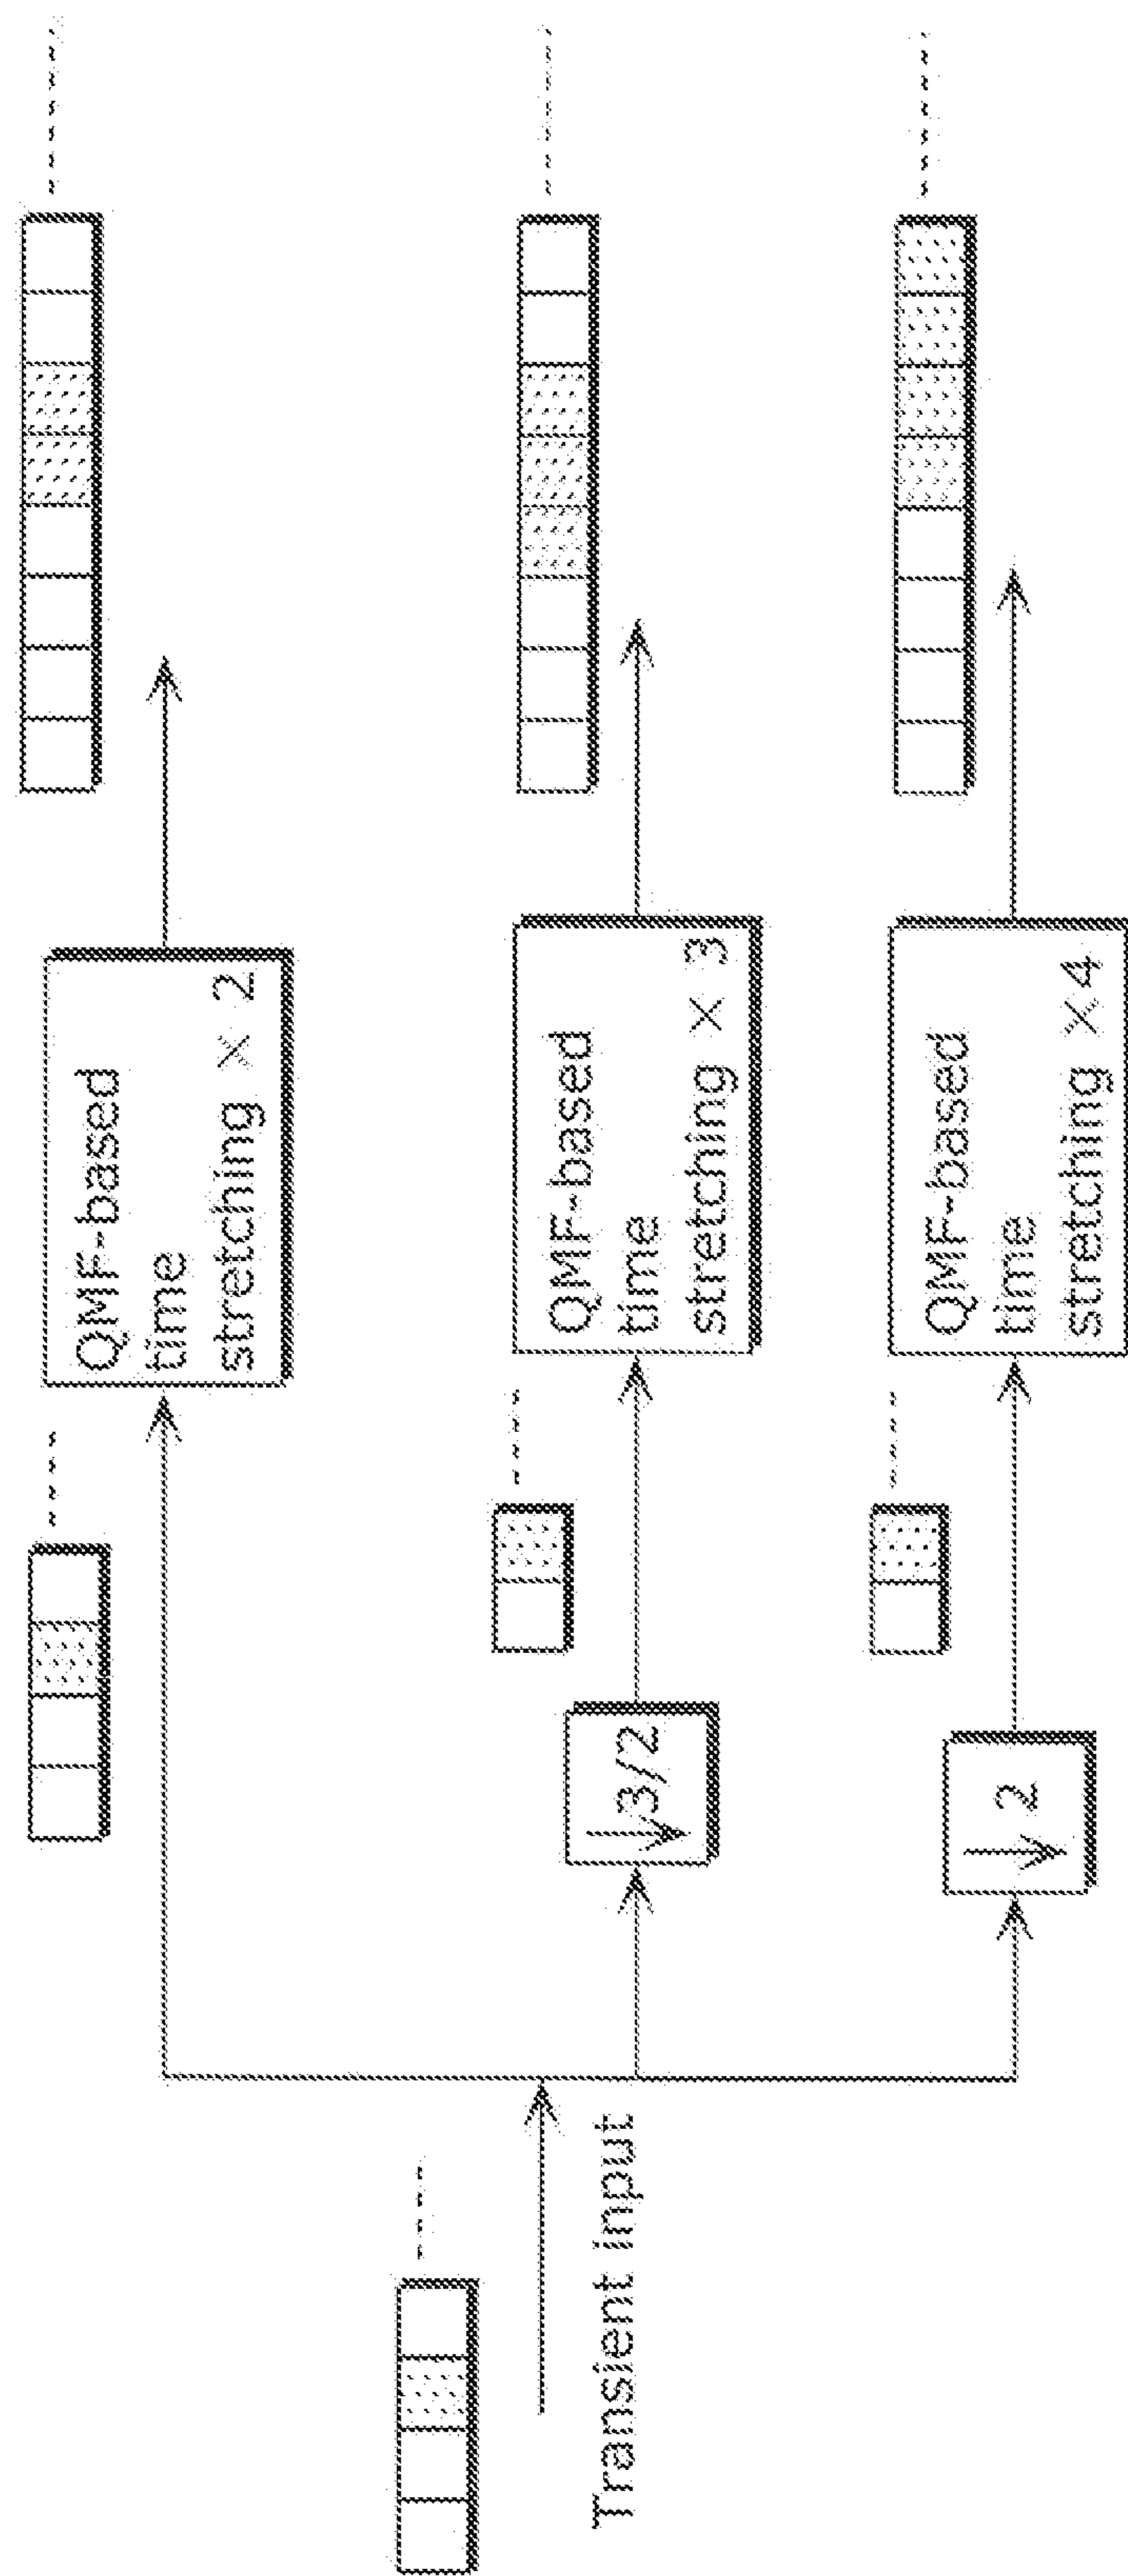 Transient input
QMF-based
time
stretching × 2
↓3/2
QMF-based
time
stretching × 3
↓2
QMF-based
time
stretching ×4